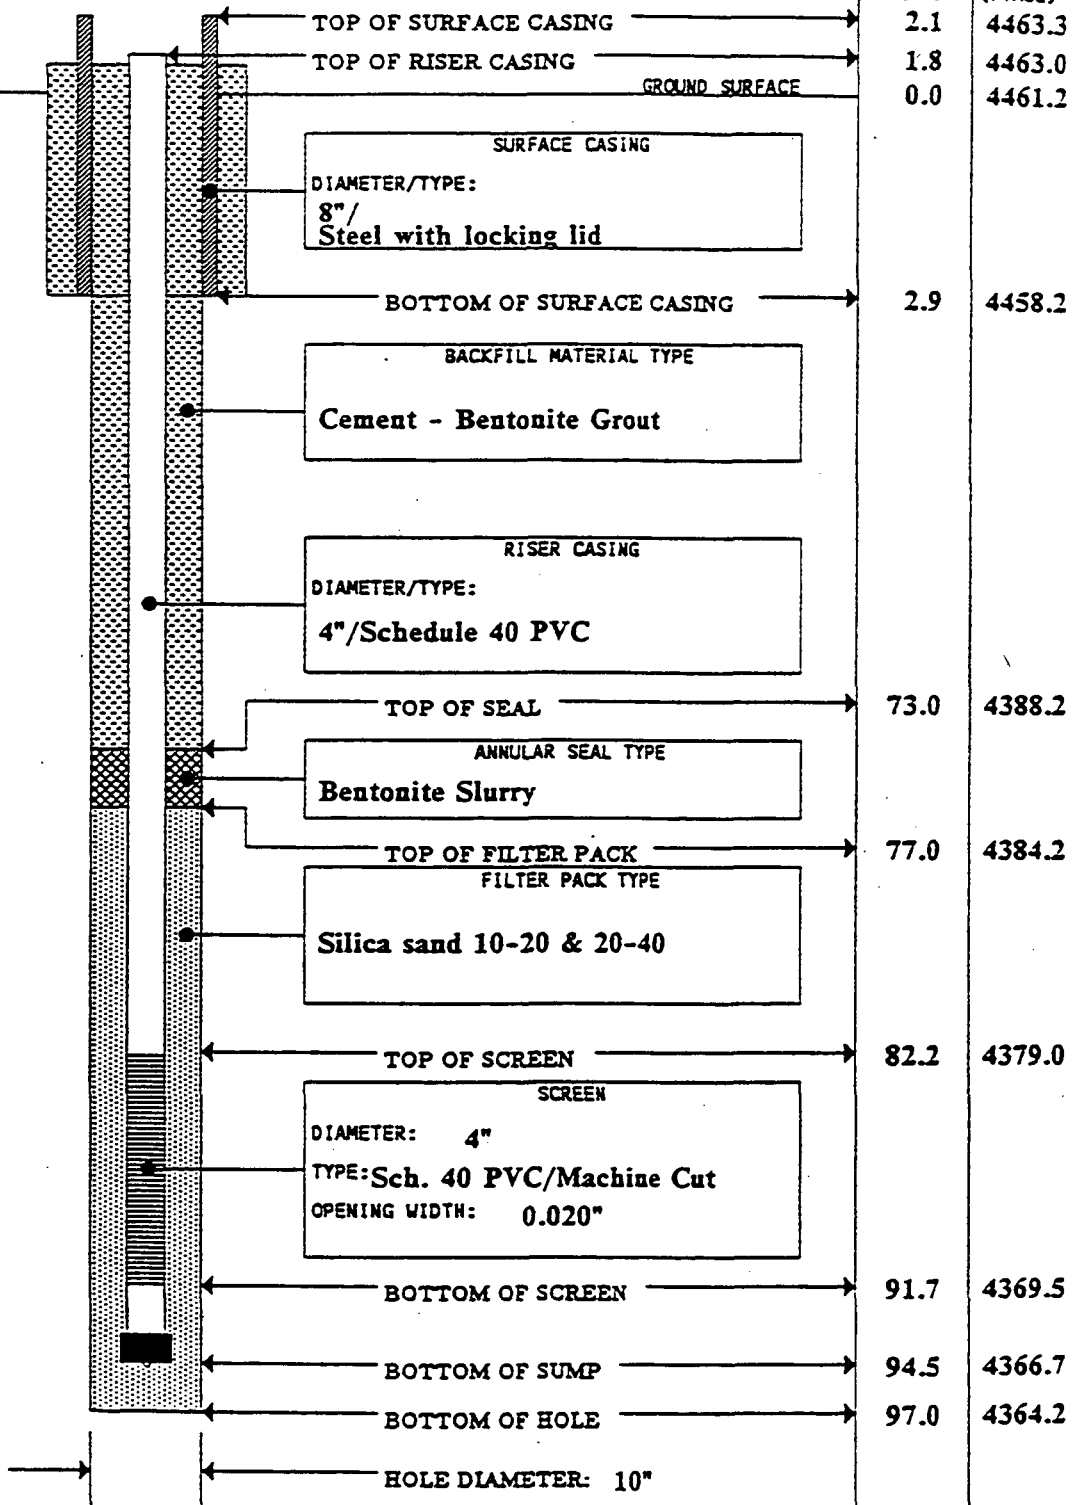 TOP OF SURFACE CASING 2.1 4463.3
TOP OF RISER CASING 1.8 4463.0
GROUND SURFACE 0.0 4461.2
SURFACE CASING
DIAMETER/TYPE:
8"/
Steel with locking lid
BOTTOM OF SURFACE CASING 2.9 4458.2
BACKFILL MATERIAL TYPE
Cement - Bentonite Grout
RISER CASING
DIAMETER/TYPE:
4"/Schedule 40 PVC
TOP OF SEAL 73.0 4388.2
ANNULAR SEAL TYPE
Bentonite Slurry
TOP OF FILTER PACK 77.0 4384.2
FILTER PACK TYPE
Silica sand 10-20 & 20-40
TOP OF SCREEN 82.2 4379.0
SCREEN
DIAMETER: 4"
TYPE: Sch. 40 PVC/Machine Cut
OPENING WIDTH: 0.020"
BOTTOM OF SCREEN 91.7 4369.5
BOTTOM OF SUMP 94.5 4366.7
BOTTOM OF HOLE 97.0 4364.2
HOLE DIAMETER: 10"